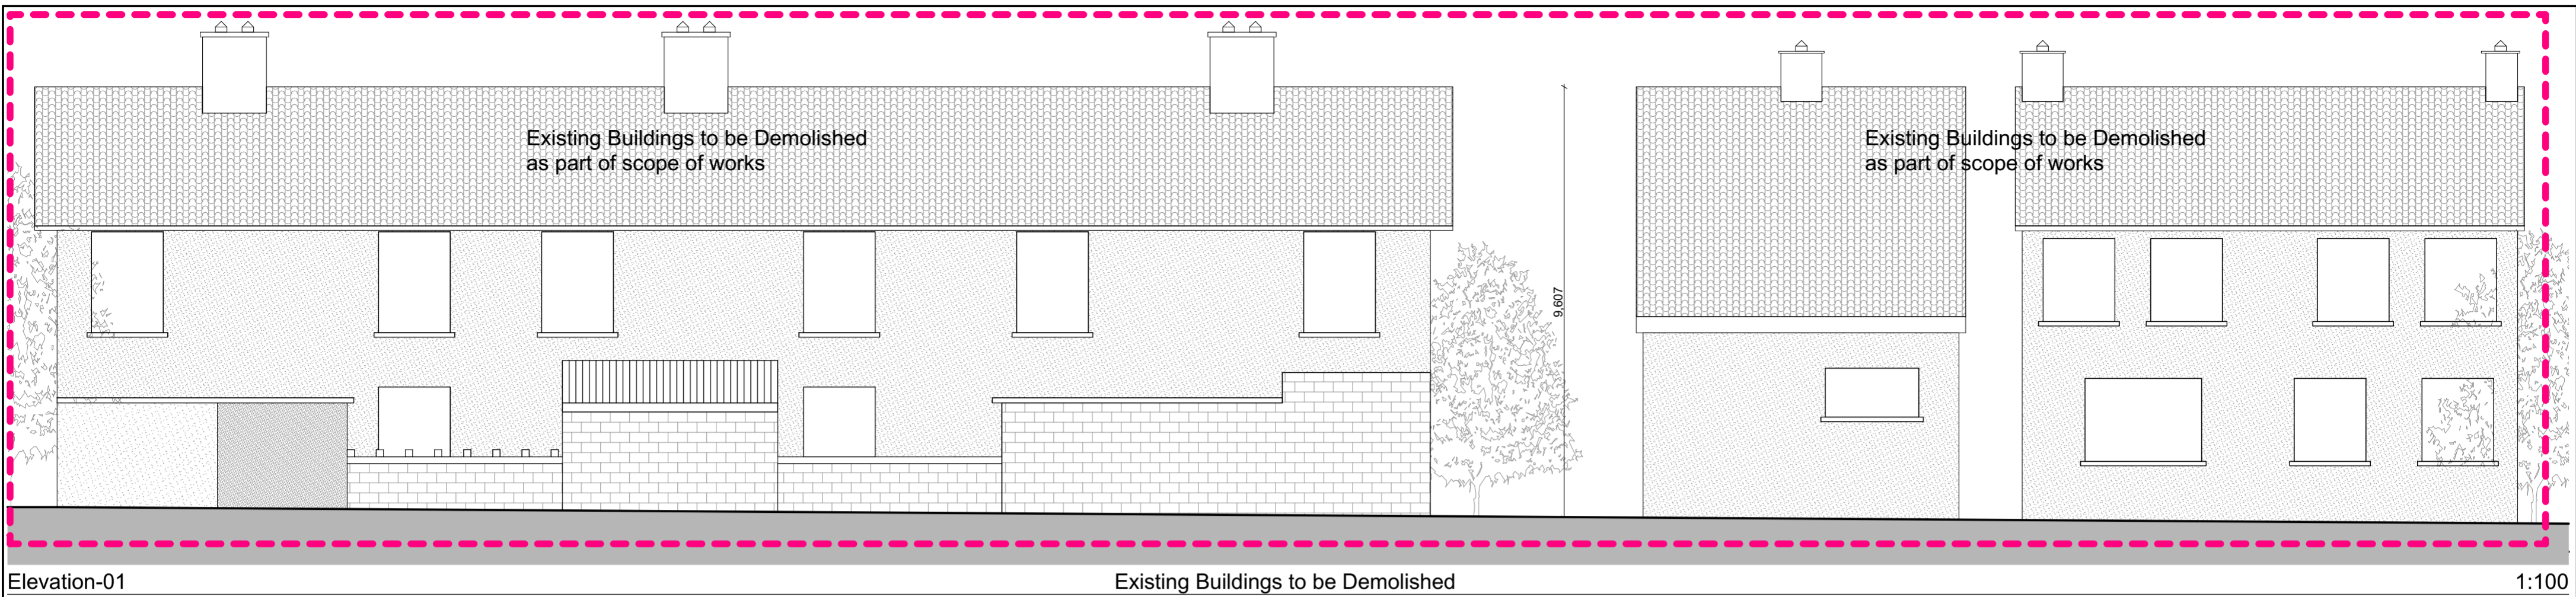 Existing Buildings to be Demolished
as part of scope of works
Existing Buildings to be Demolished
as part of scope of works
9,607
Elevation-01
Existing Buildings to be Demolished
1:100